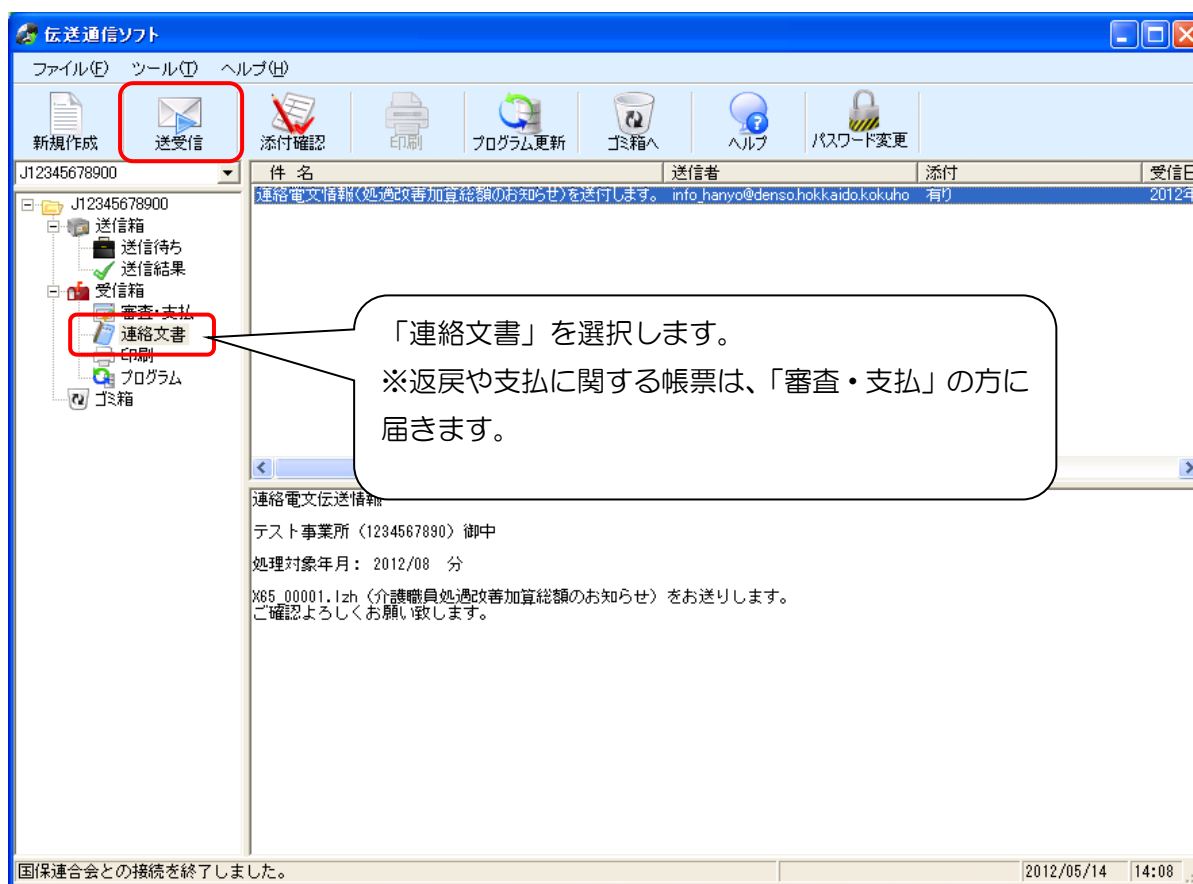 伝送通信ソフト
ファイル(F) ツール(T) ヘルプ(H)
新規作成 送受信 添付確認 印刷 プログラム更新 ゴミ箱へ ヘルプ パスワード変更
J12345678900
件 名 送信者 添付 受信日
連絡電文情報(処遇改善加算総額のお知らせ)を送付します。 info_hanyo@denso.hokkaido.kokuho 有り 2012年
J12345678900
送信箱
送信待ち
送信結果
受信箱
審査・支払
連絡文書
印刷
プログラム
ゴミ箱
「連絡文書」を選択します。
※返戻や支払に関する帳票は、「審査・支払」の方に
届きます。
連絡電文伝送情報
テスト事業所（1234567890）御中
処理対象年月： 2012/08 分
X65_00001.lzh（介護職員処遇改善加算総額のお知らせ）をお送りします。
ご確認よろしくお願い致します。
国保連合会との接続を終了しました。 2012/05/14 14:08